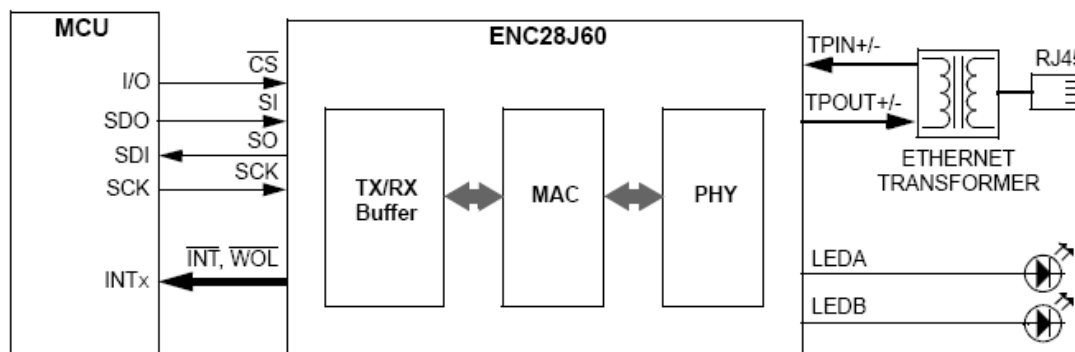 MCU
ENC28J60
I/O
CS
SDO
SI
SDI
SO
SCK
SCK
INTx
INT, WOL
TX/RX
Buffer
MAC
PHY
TPIN+/-
TPOUT+/-
RJ45
ETHERNET
TRANSFORMER
LEDA
LEDB